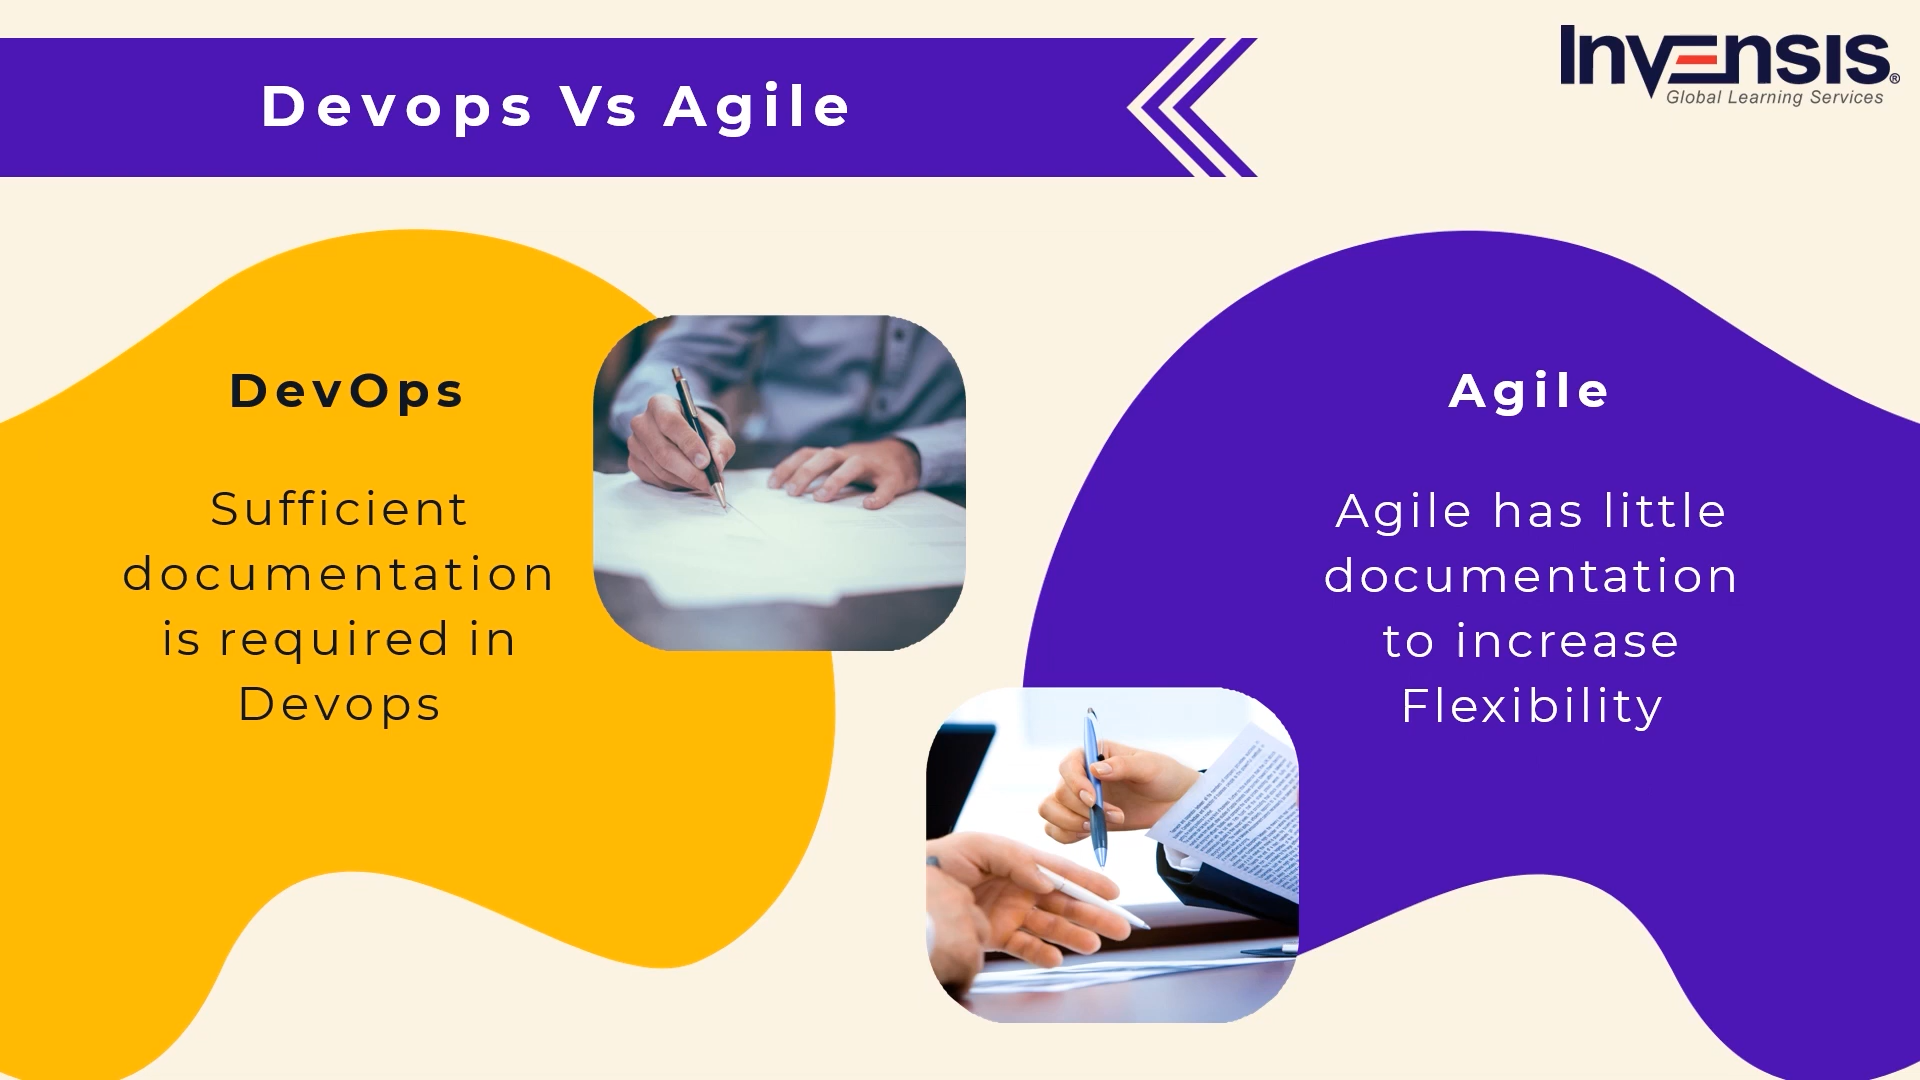 Devops Vs Agile
Invensis®
Global Learning Services
DevOps
Sufficient
documentation
is required in
Devops
Agile
Agile has little
documentation
to increase
Flexibility